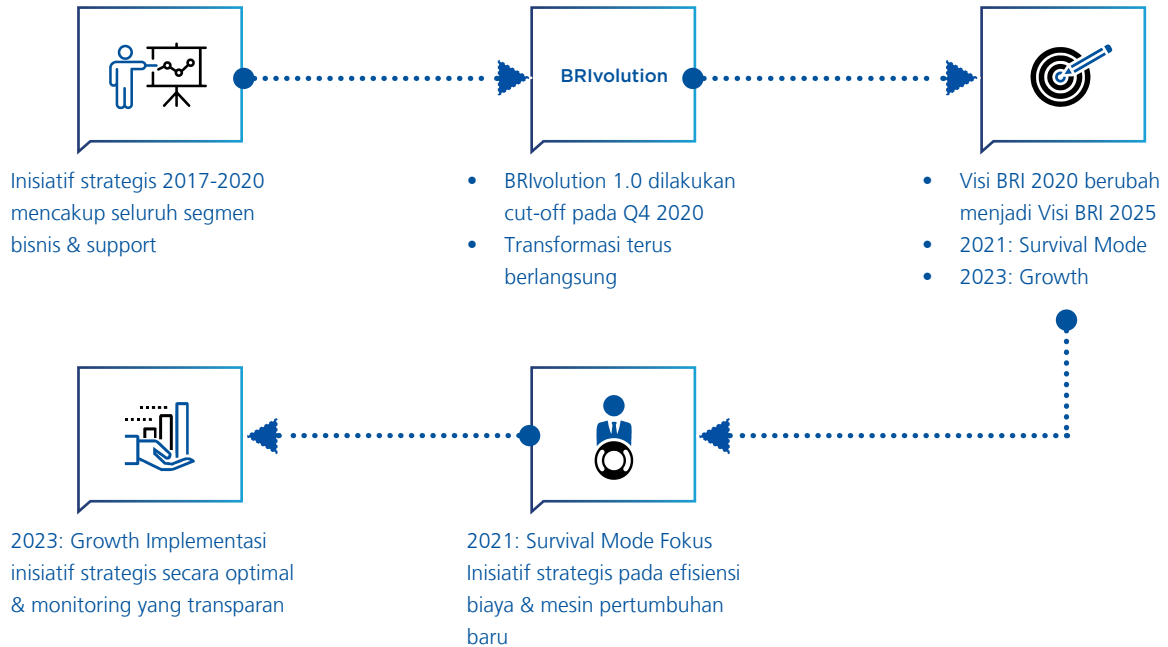 BRIvolution
Inisiatif strategis 2017-2020
mencakup seluruh segmen
bisnis & support
• BRIvolution 1.0 dilakukan
cut-off pada Q4 2020
• Transformasi terus
berlangsung
• Visi BRI 2020 berubah
menjadi Visi BRI 2025
• 2021: Survival Mode
• 2023: Growth
2023: Growth Implementasi
inisiatif strategis secara optimal
& monitoring yang transparan
2021: Survival Mode Fokus
Inisiatif strategis pada efisiensi
biaya & mesin pertumbuhan
baru